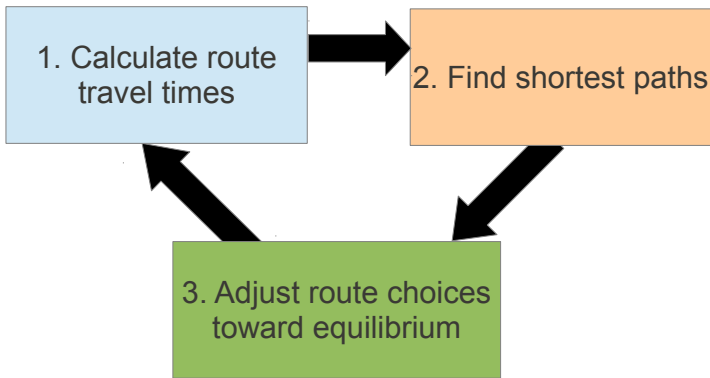 1. Calculate route
travel times
2. Find shortest paths
3. Adjust route choices
toward equilibrium